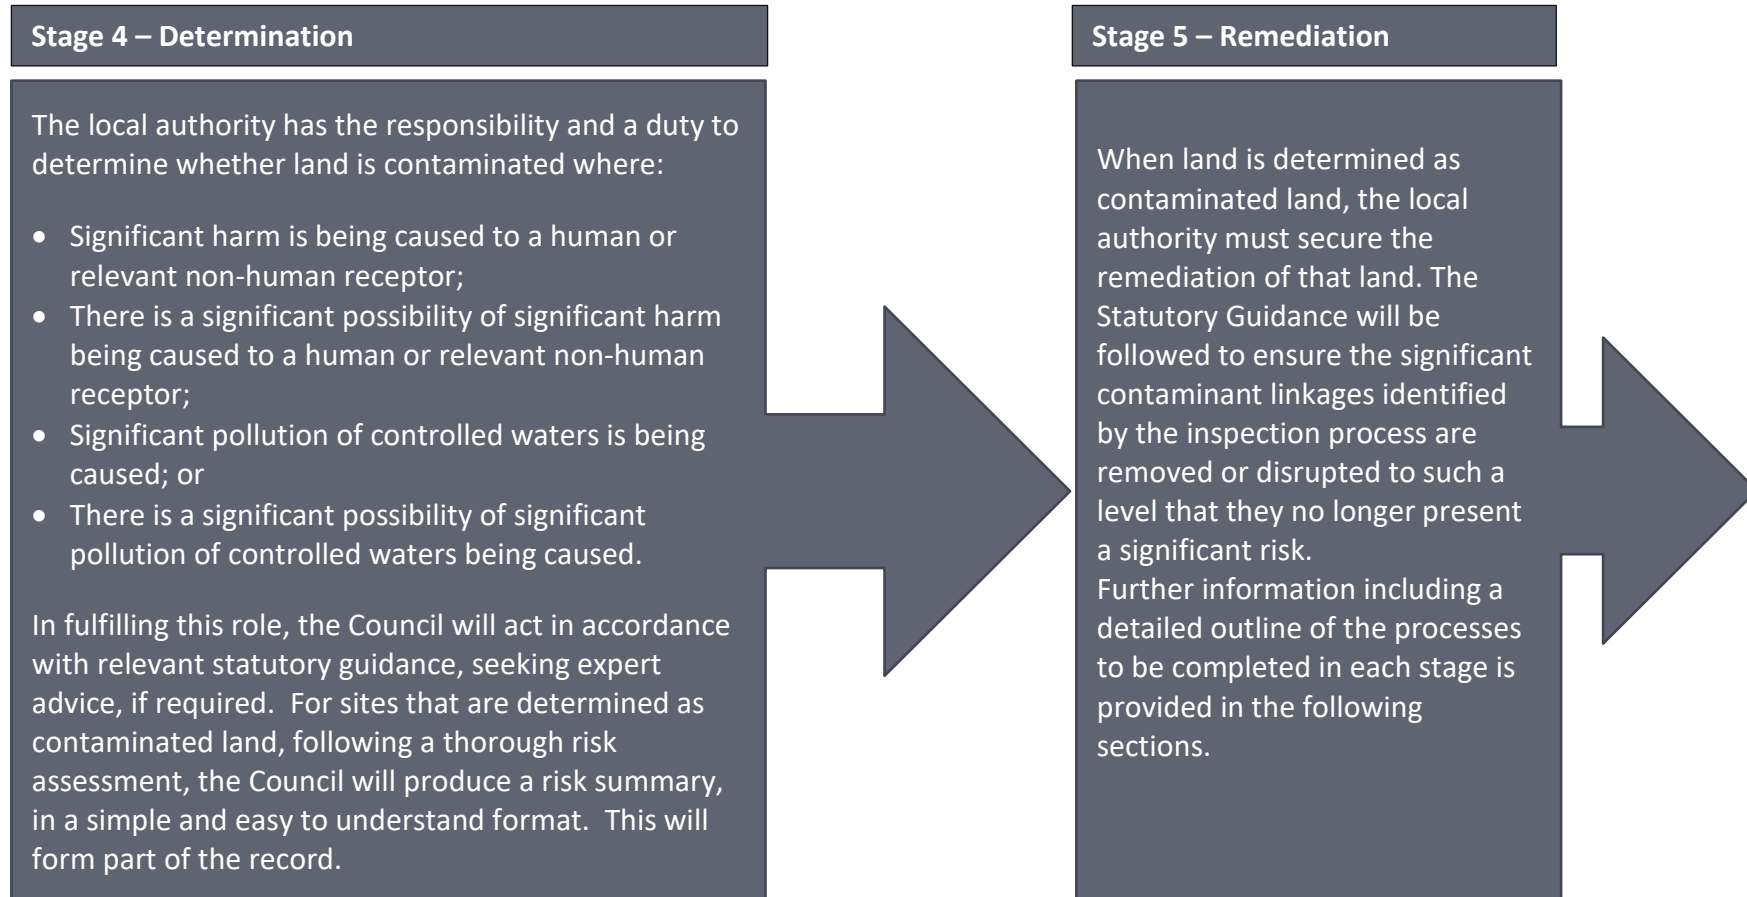 Stage 4 – Determination
The local authority has the responsibility and a duty to
determine whether land is contaminated where:
• Significant harm is being caused to a human or
relevant non-human receptor;
• There is a significant possibility of significant harm
being caused to a human or relevant non-human
receptor;
• Significant pollution of controlled waters is being
caused; or
• There is a significant possibility of significant
pollution of controlled waters being caused.
In fulfilling this role, the Council will act in accordance
with relevant statutory guidance, seeking expert
advice, if required.  For sites that are determined as
contaminated land, following a thorough risk
assessment, the Council will produce a risk summary,
in a simple and easy to understand format.  This will
form part of the record.
Stage 5 – Remediation
When land is determined as
contaminated land, the local
authority must secure the
remediation of that land. The
Statutory Guidance will be
followed to ensure the significant
contaminant linkages identified
by the inspection process are
removed or disrupted to such a
level that they no longer present
a significant risk.
Further information including a
detailed outline of the processes
to be completed in each stage is
provided in the following
sections.